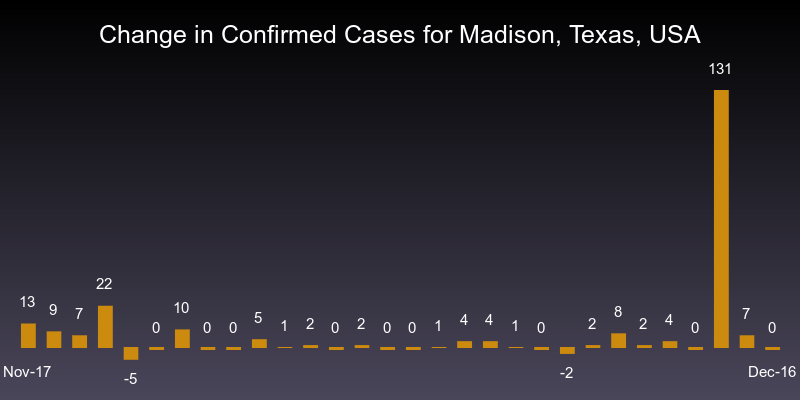 Change in Confirmed Cases for Madison, Texas, USA
13 9 7 22 -5 0 10 0 0 5 1 2 0 2 0 0 1 4 4 1 0 -2 2 8 2 4 0 131 7 0
Nov-17 Dec-16